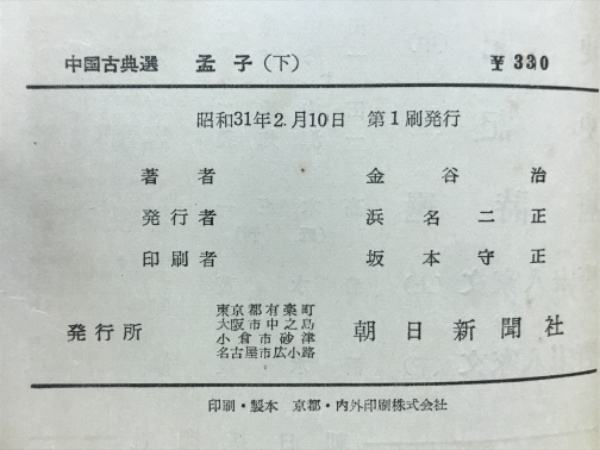 中国古典選 孟子(下) ¥330
昭和31年2月10日 第1刷発行
著者 金谷治
発行者 浜名二正
印刷者 坂本守正
発行所
東京都有楽町
大阪市中之島
小倉市砂津
名古屋市広小路
朝日新聞社
印刷・製本 京都・内外印刷株式会社